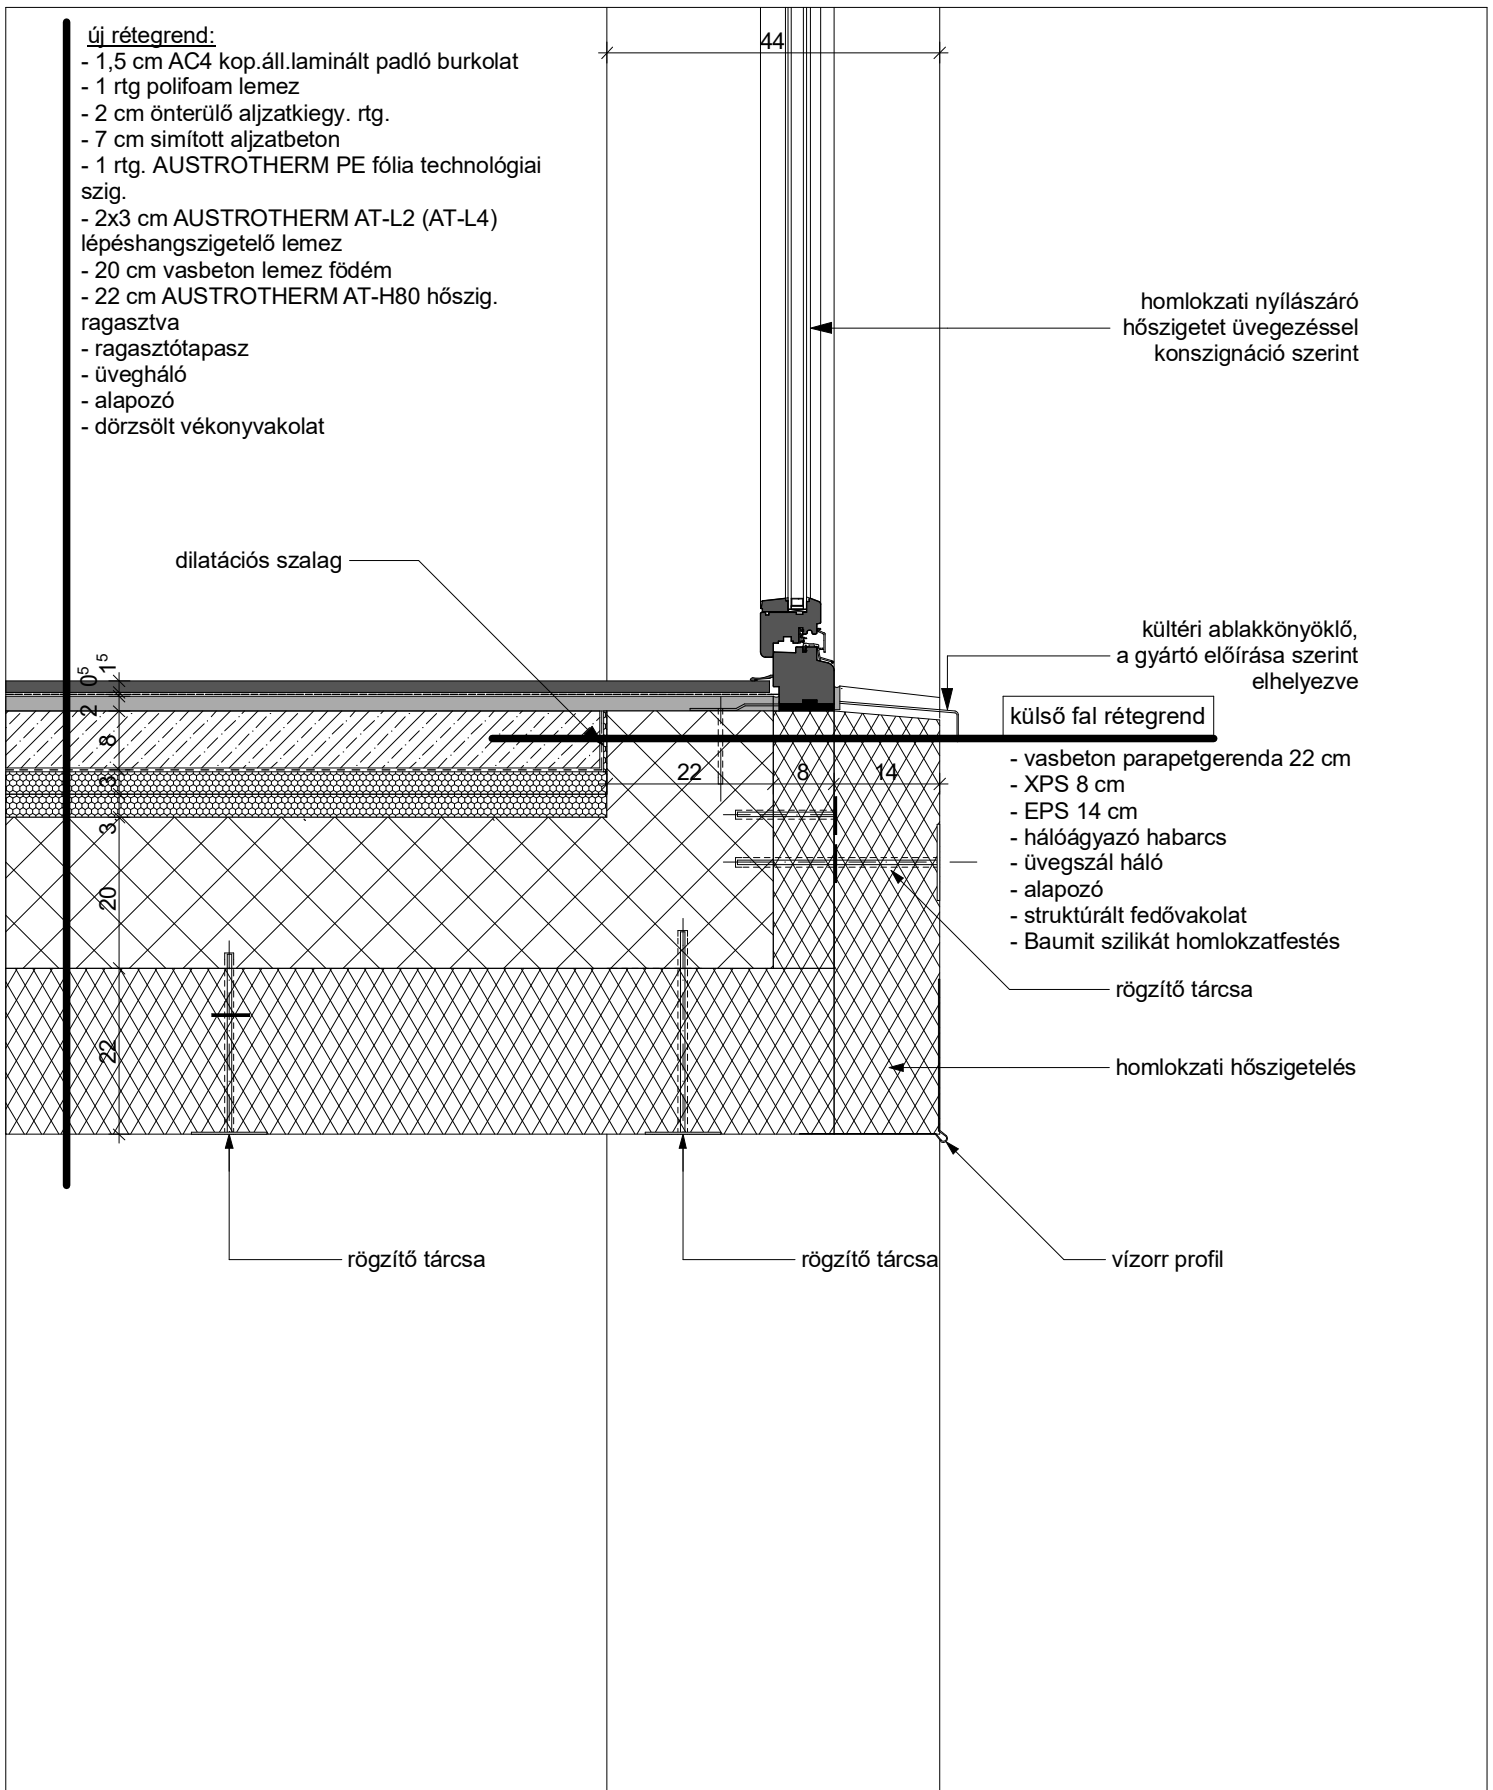 új rétegrend:
- 1,5 cm AC4 kop.áll.laminált padló burkolat
- 1 rtg polifoam lemez
- 2 cm önterülő aljzatkiegy. rtg.
- 7 cm simított aljzatbeton
- 1 rtg. AUSTROTHERM PE fólia technológiai
szig.
- 2x3 cm AUSTROTHERM AT-L2 (AT-L4)
lépéshangszigetelő lemez
- 20 cm vasbeton lemez födém
- 22 cm AUSTROTHERM AT-H80 hőszig.
ragasztva
- ragasztótapasz
- üvegháló
- alapozó
- dörzsölt vékonyvakolat
44
homlokzati nyílászáró
hőszigetet üvegezéssel
konszignáció szerint
dilatációs szalag
kültéri ablakkönyöklő,
a gyártó előírása szerint
elhelyezve
külső fal rétegrend
- vasbeton parapetgerenda 22 cm
- XPS 8 cm
- EPS 14 cm
- hálóágyazó habarcs
- üvegszál háló
- alapozó
- struktúrált fedővakolat
- Baumit szilikát homlokzatfestés
0⁵
1⁵
2
8
3
3
20
22
22
8
14
rögzítő tárcsa
homlokzati hőszigetelés
rögzítő tárcsa
rögzítő tárcsa
vízorr profil